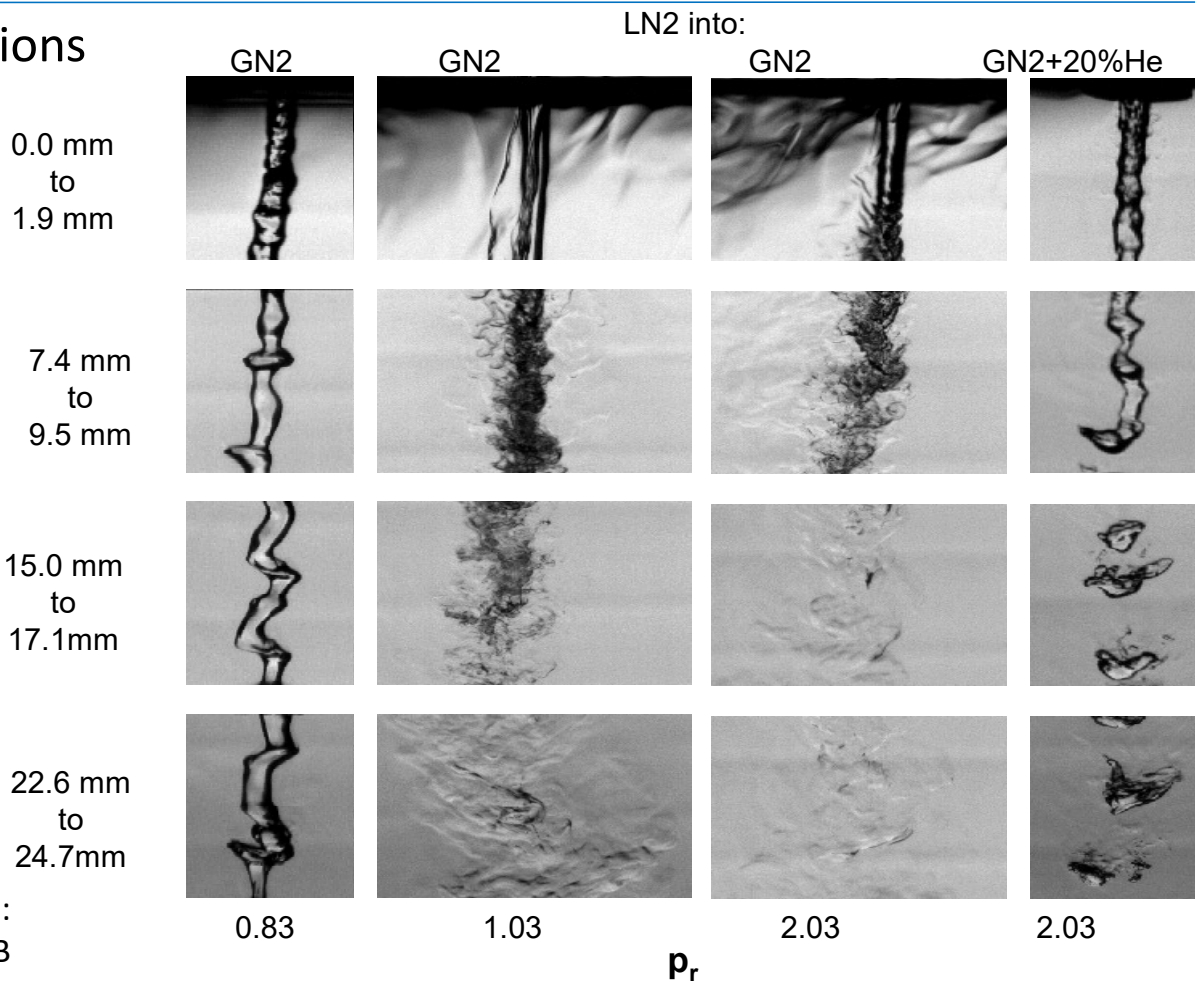 ions
LN2 into:
GN2 GN2 GN2 GN2+20%He
0.0 mm
to
1.9 mm
7.4 mm
to
9.5 mm
15.0 mm
to
17.1mm
22.6 mm
to
24.7mm
:
0.83 1.03 2.03 2.03
pᵣ